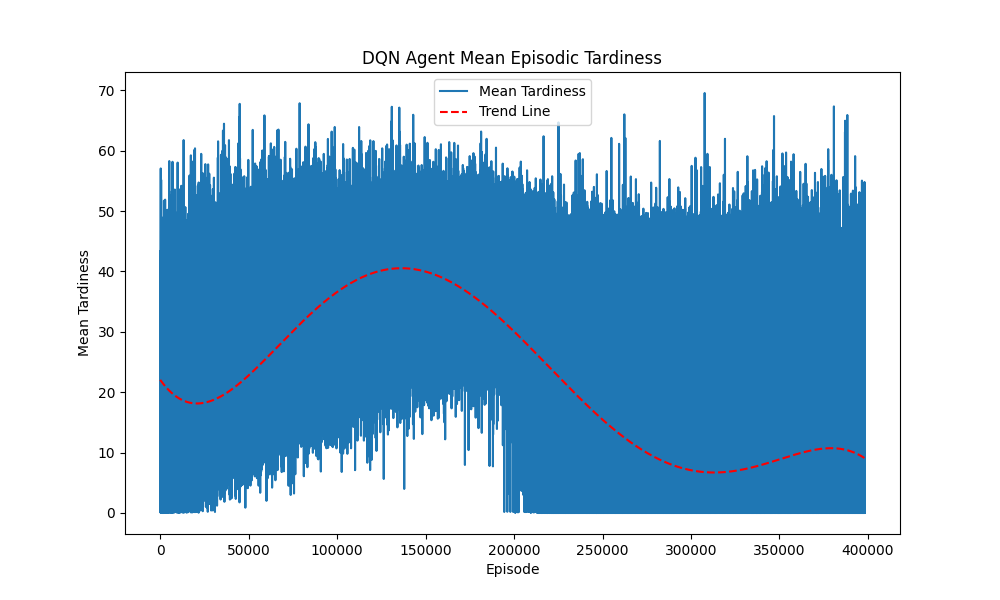 DQN Agent Mean Episodic Tardiness
Mean Tardiness
Trend Line
70
60
50
40
30
20
10
0
Mean Tardiness
0 50000 100000 150000 200000 250000 300000 350000 400000
Episode